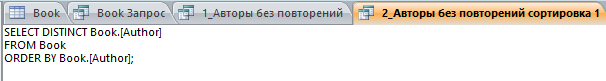 Book Book Запрос 1_Авторы без повторений 2_Авторы без повторений сортировка 1
SELECT DISTINCT Book.[Author]
FROM Book
ORDER BY Book.[Author];